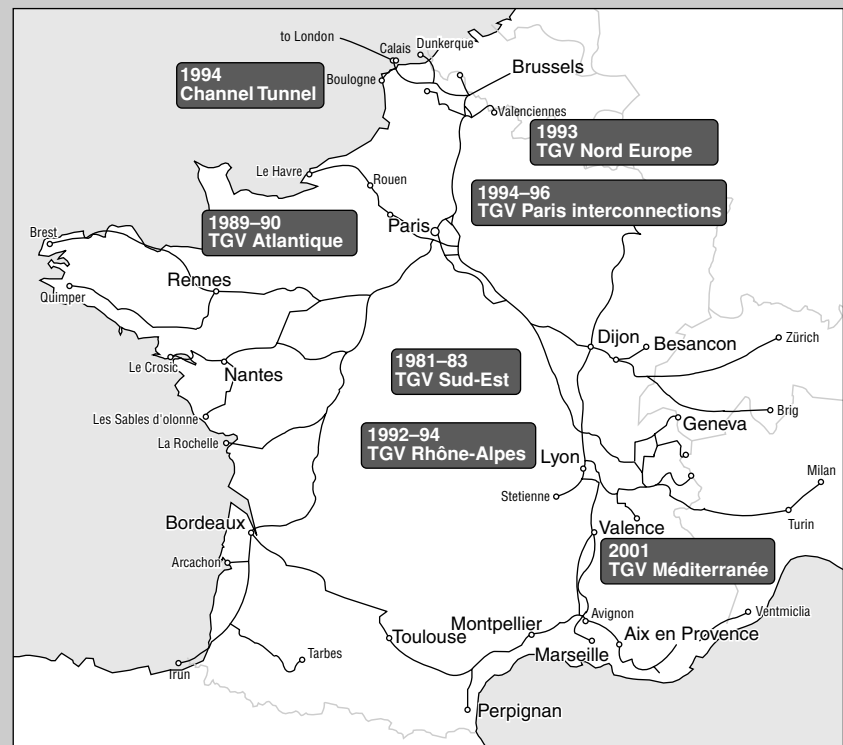 to London
Calais
Dunkerque
Brussels
1994
Channel Tunnel
Boulogne
Valenciennes
1993
TGV Nord Europe
Le Havre
Rouen
1994–96
TGV Paris interconnections
1989–90
TGV Atlantique
Paris
Brest
Rennes
Quimper
Dijon
Besancon
Zürich
Le Crosic
Nantes
1981–83
TGV Sud-Est
Les Sables d'olonne
Brig
Geneva
La Rochelle
1992–94
TGV Rhône-Alpes
Lyon
Milan
Stetienne
Bordeaux
Valence
Turin
2001
TGV Méditerranée
Arcachon
Avignon
Ventmiclia
Montpellier
Toulouse
Aix en Provence
Marseille
Tarbes
Irun
Perpignan